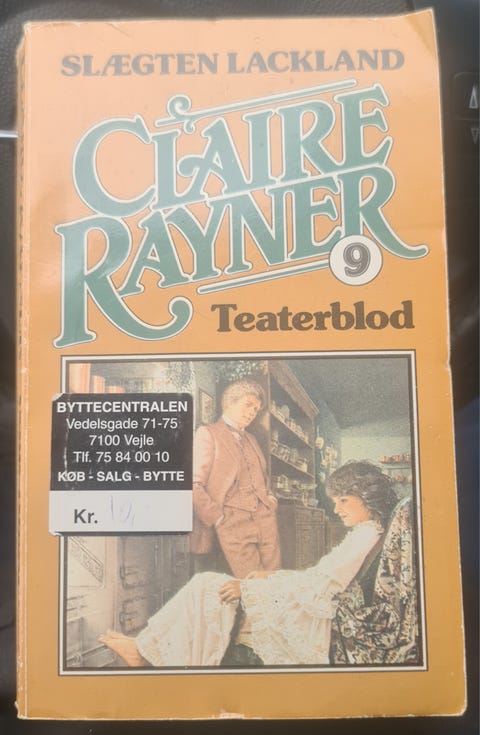 SLÆGTEN LACKLAND
CLAIRE
RAYNER
9
Teaterblod
BYTTECENTRALEN
Vedelsgade 71-75
7100 Vejle
Tlf. 75 84 00 10
KØB - SALG - BYTTE
Kr. 10,-